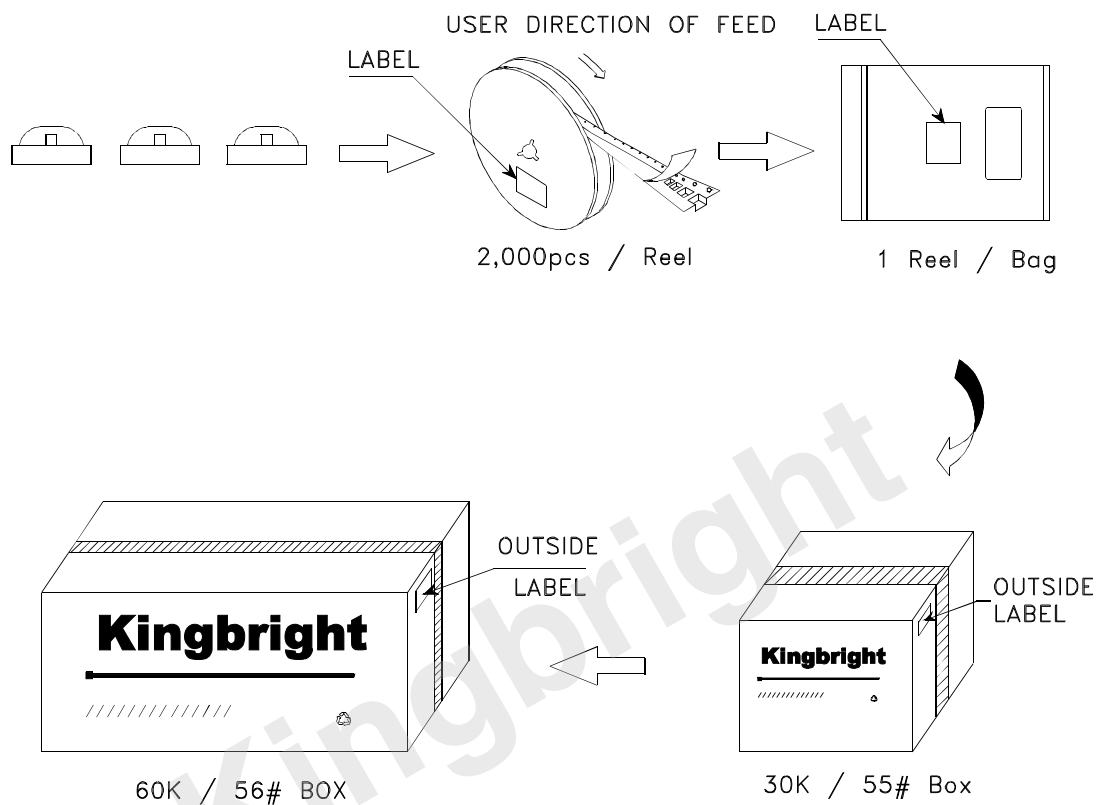 USER DIRECTION OF FEED
LABEL
LABEL
2,000pcs / Reel
1 Reel / Bag
OUTSIDE
LABEL
OUTSIDE
LABEL
Kingbright
Kingbright
60K / 56# BOX
30K / 55# Box
Kingbright